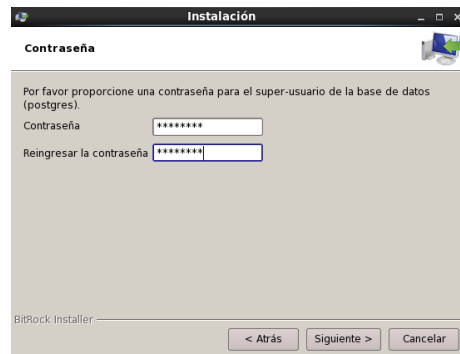 Instalación
Contraseña
Por favor proporcione una contraseña para el super-usuario de la base de datos
(postgres).
Contraseña ********
Reingresar la contraseña ********
BitRock Installer
< Atrás Siguiente > Cancelar